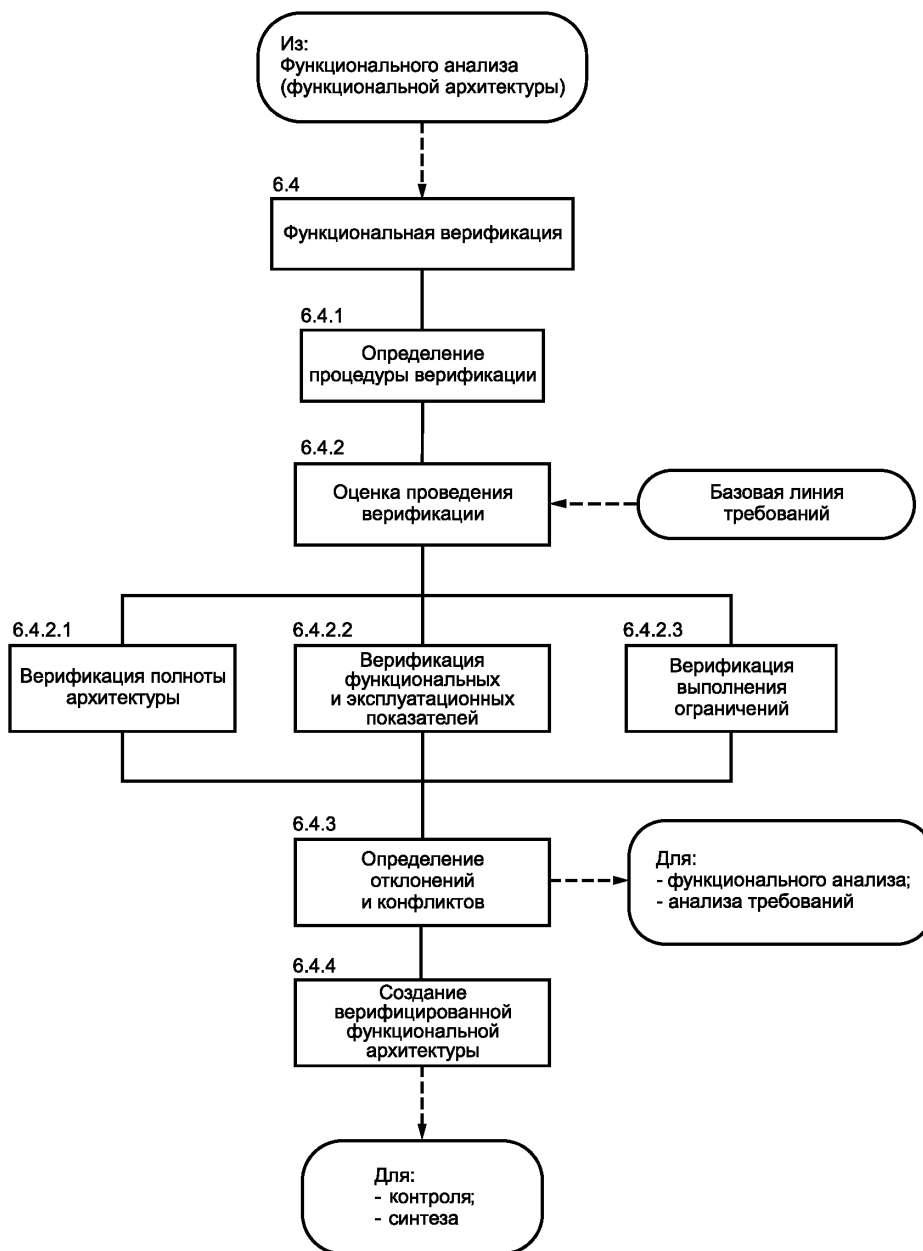 Из:
Функционального анализа
(функциональной архитектуры)
6.4
Функциональная верификация
6.4.1
Определение
процедуры верификации
6.4.2
Оценка проведения
верификации
Базовая линия
требований
6.4.2.1
Верификация полноты
архитектуры
6.4.2.2
Верификация
функциональных
и эксплуатационных
показателей
6.4.2.3
Верификация
выполнения
ограничений
6.4.3
Определение
отклонений
и конфликтов
Для:
- функционального анализа;
- анализа требований
6.4.4
Создание
верифицированной
функциональной
архитектуры
Для:
- контроля;
- синтеза